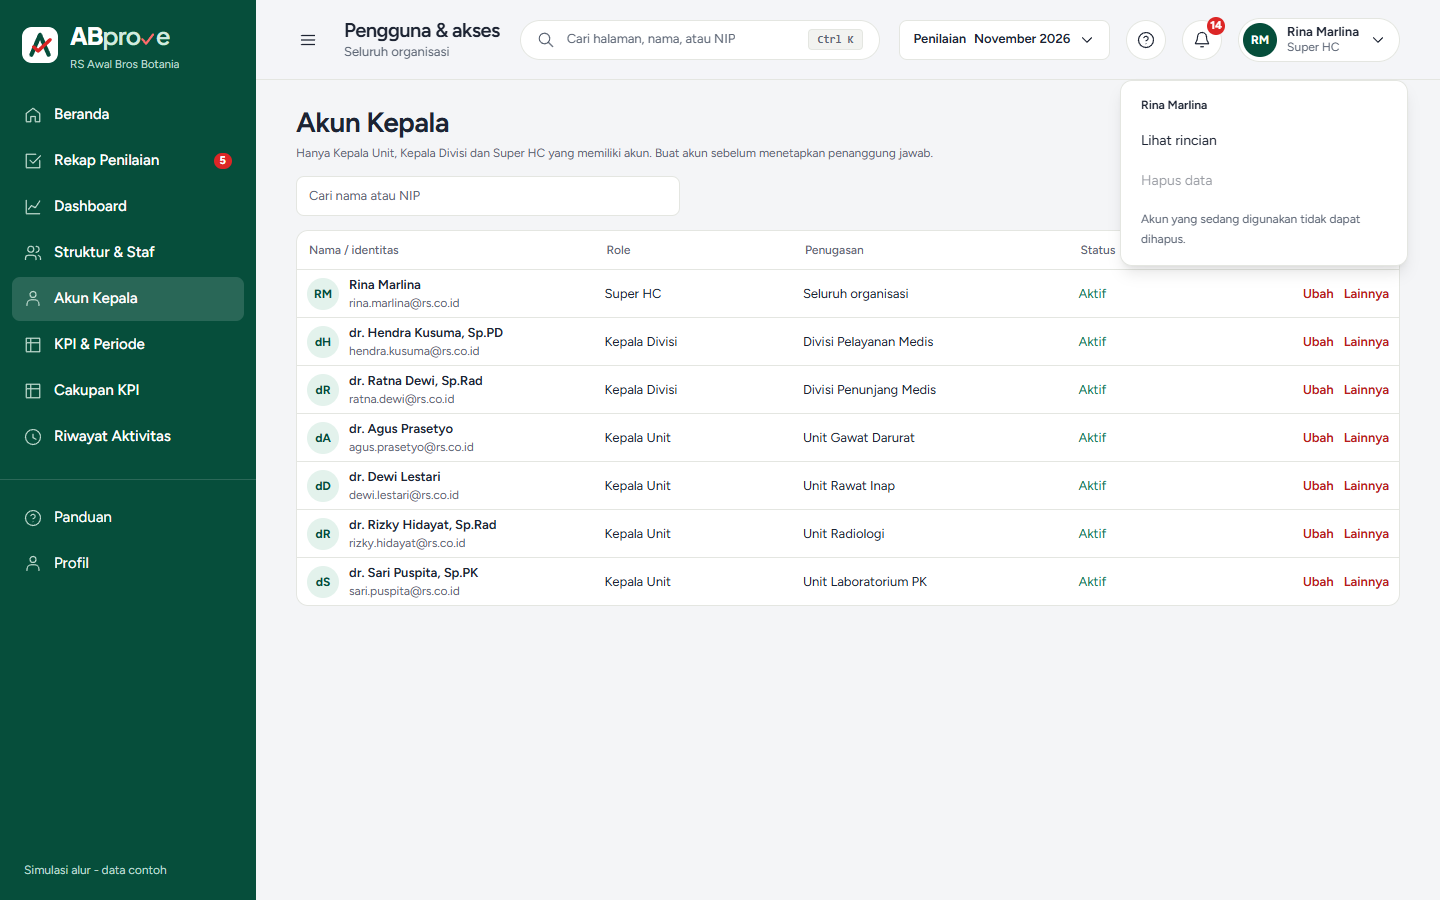 ABprove
RS Awal Bros Botania
Beranda
Rekap Penilaian 5
Dashboard
Struktur & Staf
Akun Kepala
KPI & Periode
Cakupan KPI
Riwayat Aktivitas
Panduan
Profil
Simulasi alur - data contoh
Pengguna & akses
Seluruh organisasi
Cari halaman, nama, atau NIP Ctrl K
Penilaian November 2026
14
RM Rina Marlina
Super HC
Rina Marlina
Lihat rincian
Hapus data
Akun yang sedang digunakan tidak dapat
dihapus.
Akun Kepala
Hanya Kepala Unit, Kepala Divisi dan Super HC yang memiliki akun. Buat akun sebelum menetapkan penanggung jawab.
Cari nama atau NIP
Nama / identitas Role Penugasan Status
RM Rina Marlina Super HC Seluruh organisasi Aktif Ubah Lainnya
rina.marlina@rs.co.id
dH dr. Hendra Kusuma, Sp.PD Kepala Divisi Divisi Pelayanan Medis Aktif Ubah Lainnya
hendra.kusuma@rs.co.id
dR dr. Ratna Dewi, Sp.Rad Kepala Divisi Divisi Penunjang Medis Aktif Ubah Lainnya
ratna.dewi@rs.co.id
dA dr. Agus Prasetyo Kepala Unit Unit Gawat Darurat Aktif Ubah Lainnya
agus.prasetyo@rs.co.id
dD dr. Dewi Lestari Kepala Unit Unit Rawat Inap Aktif Ubah Lainnya
dewi.lestari@rs.co.id
dR dr. Rizky Hidayat, Sp.Rad Kepala Unit Unit Radiologi Aktif Ubah Lainnya
rizky.hidayat@rs.co.id
dS dr. Sari Puspita, Sp.PK Kepala Unit Unit Laboratorium PK Aktif Ubah Lainnya
sari.puspita@rs.co.id